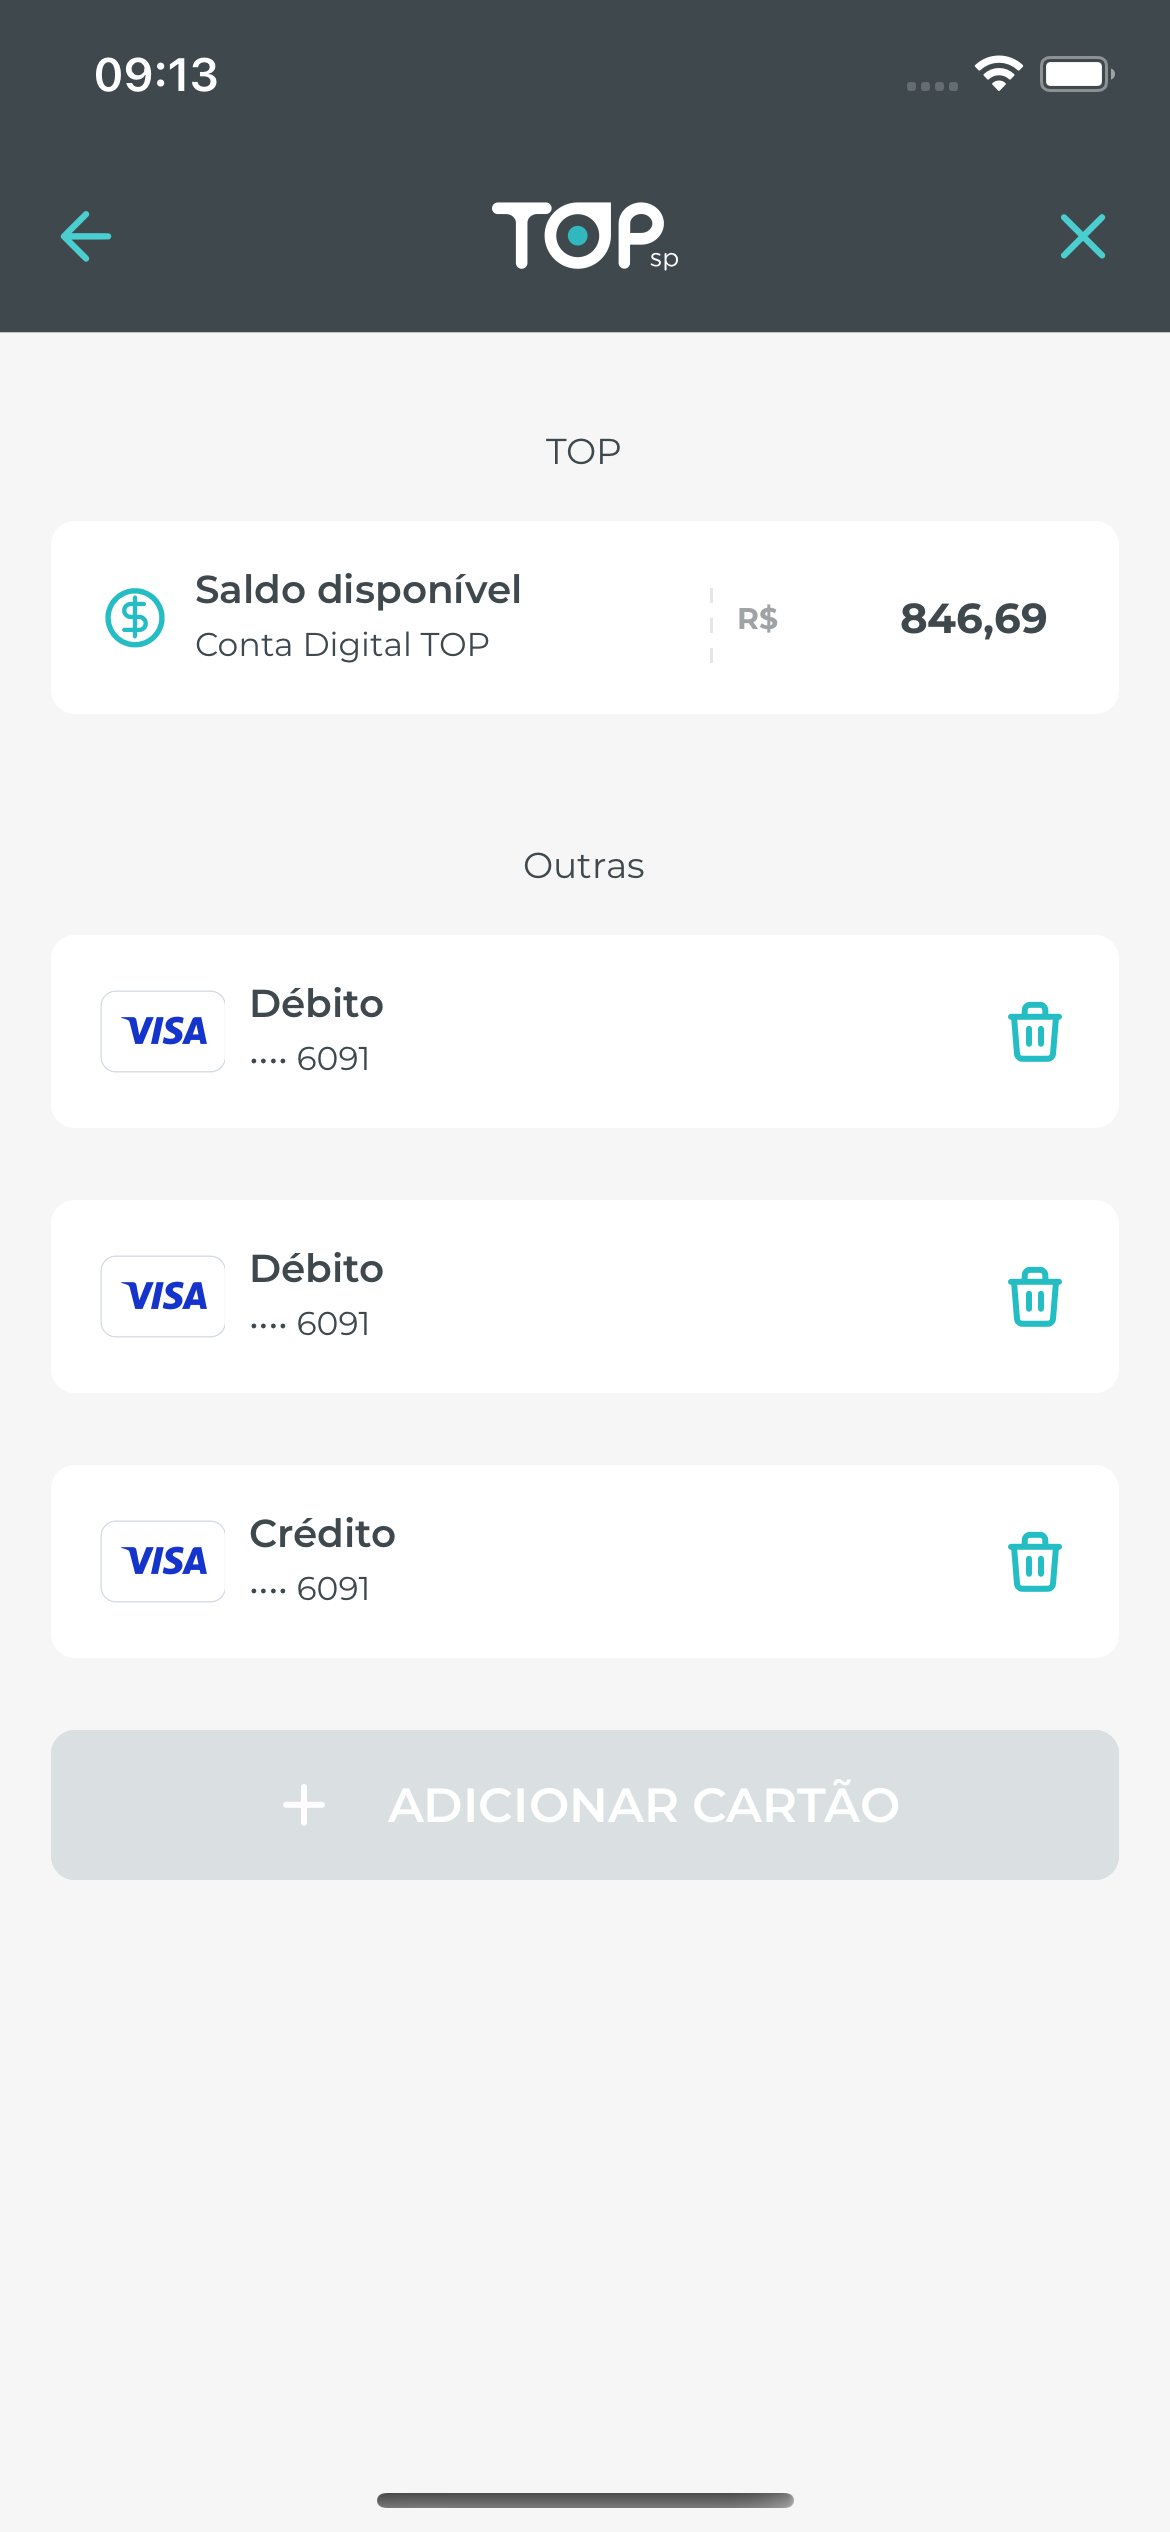 09:13
TOP
sp
TOP
Saldo disponível
Conta Digital TOP
R$ 846,69
Outras
VISA
Débito
•••• 6091
VISA
Débito
•••• 6091
VISA
Crédito
•••• 6091
+ ADICIONAR CARTÃO